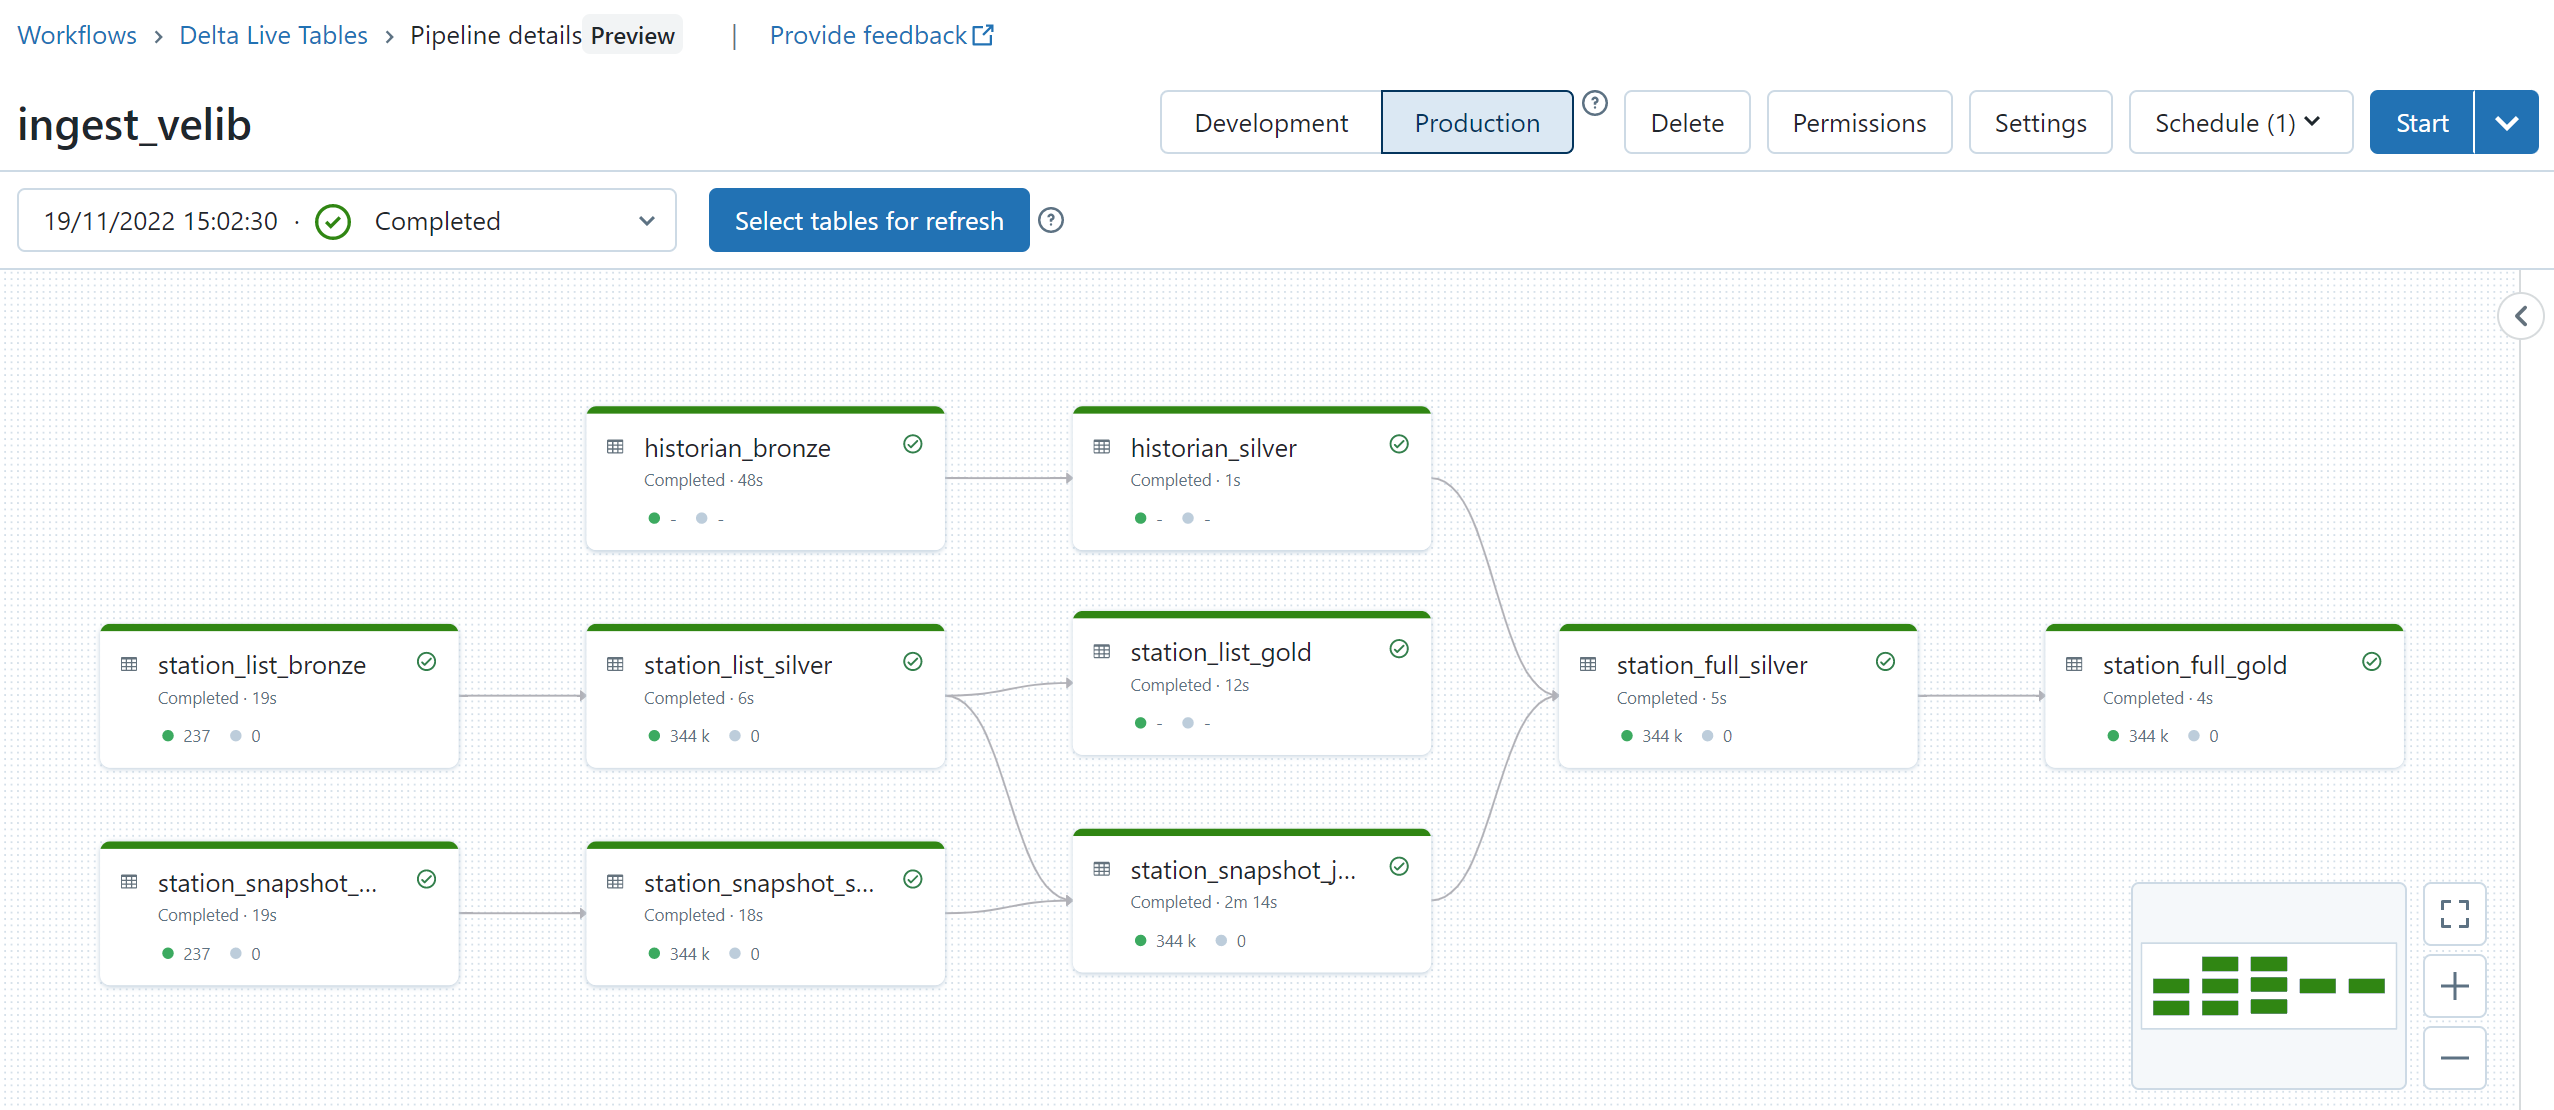 Workflows > Delta Live Tables > Pipeline details Preview | Provide feedback
ingest_velib
Development Production ? Delete Permissions Settings Schedule (1) Start
19/11/2022 15:02:30 · Completed
Select tables for refresh ?
historian_bronze
Completed · 48s
- -
historian_silver
Completed · 1s
- -
station_list_bronze
Completed · 19s
237 0
station_list_silver
Completed · 6s
344 k 0
station_list_gold
Completed · 12s
- -
station_full_silver
Completed · 5s
344 k 0
station_full_gold
Completed · 4s
344 k 0
station_snapshot_...
Completed · 19s
237 0
station_snapshot_s...
Completed · 18s
344 k 0
station_snapshot_j...
Completed · 2m 14s
344 k 0